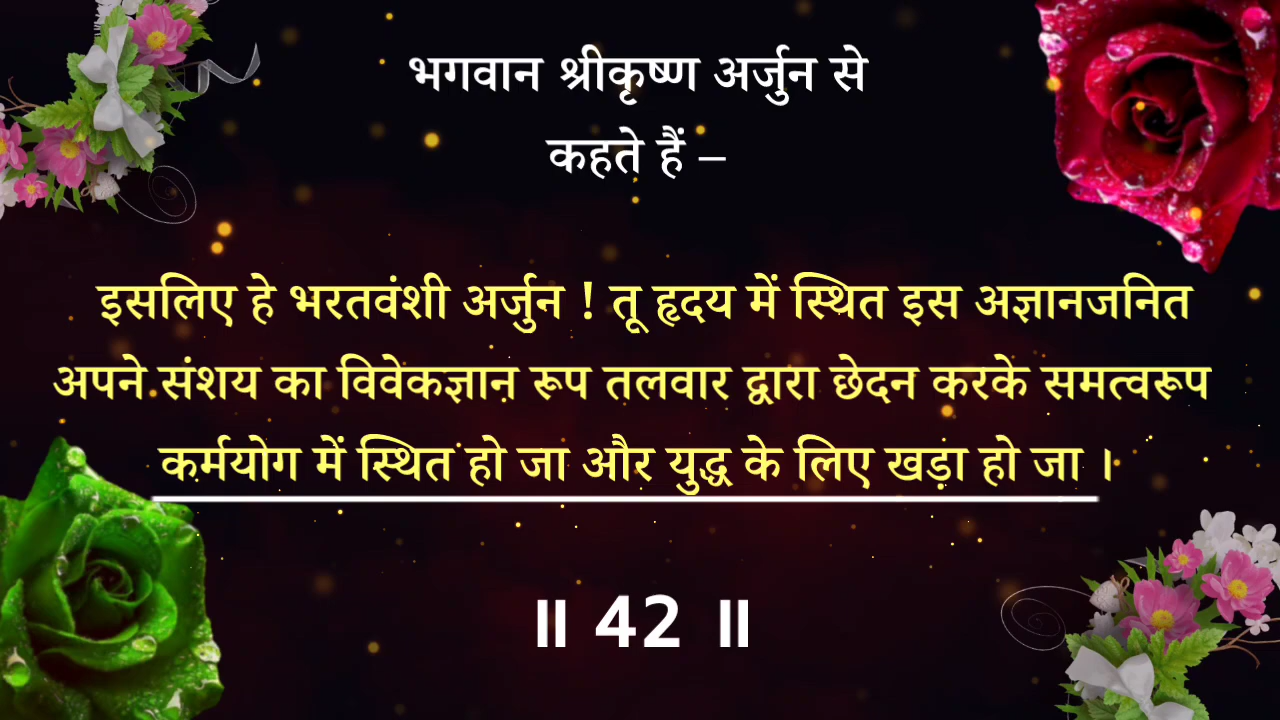 भगवान श्रीकृष्ण अर्जुन से
कहते हैं –
इसलिए हे भरतवंशी अर्जुन ! तू हृदय में स्थित इस अज्ञानजनित
अपने संशय का विवेकज्ञान रूप तलवार द्वारा छेदन करके समत्वरूप
कर्मयोग में स्थित हो जा और युद्ध के लिए खड़ा हो जा ।
॥ 42 ॥